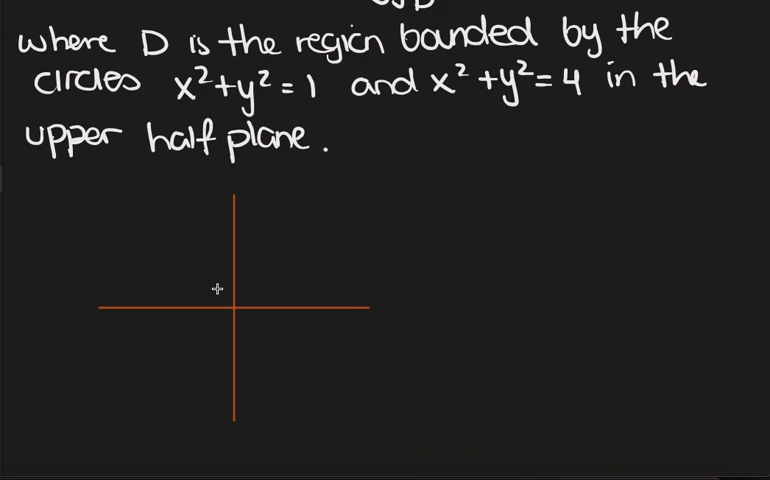 where D is the region bounded by the
circles x²+y²=1 and x²+y²=4 in the
upper half plane.